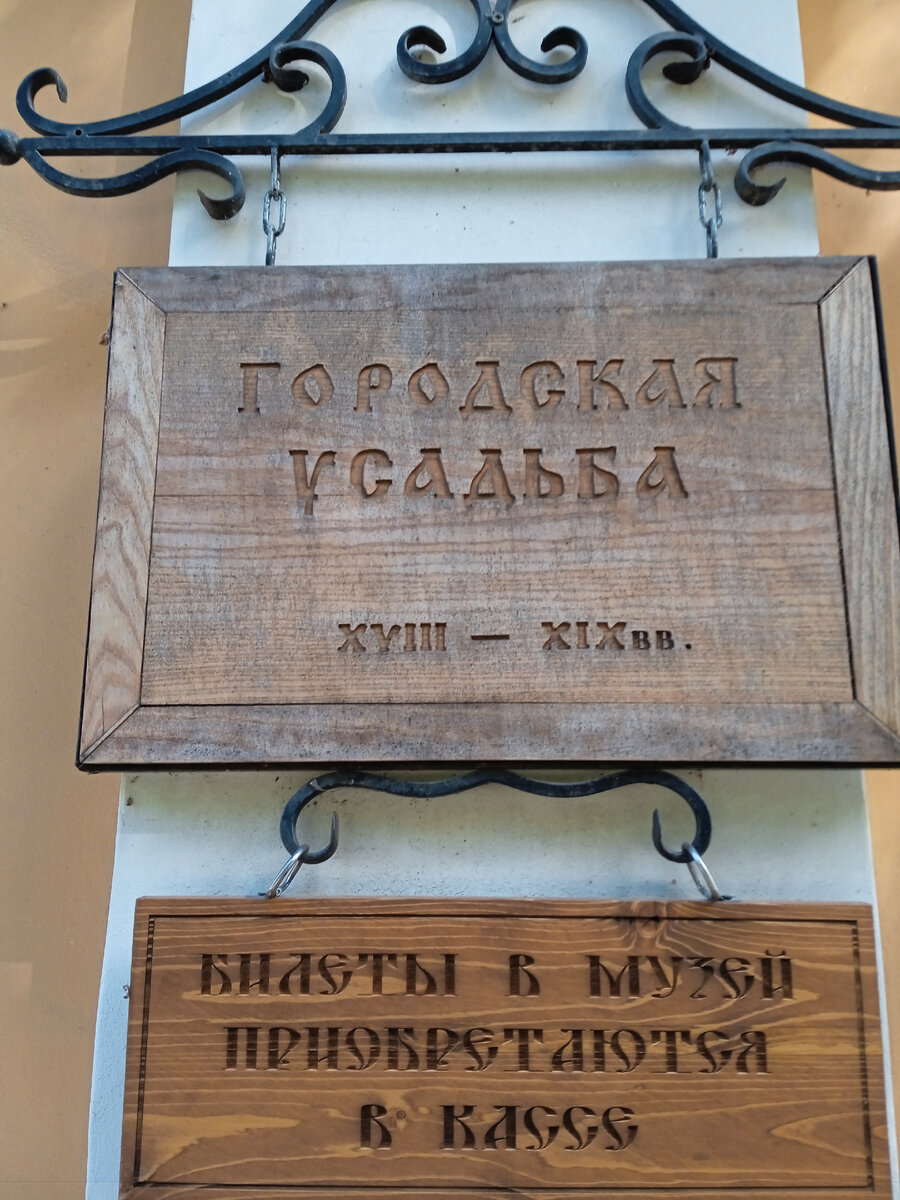 ГОРОДСКАЯ
УСАДЬБА
XVIII — XIXвв.
БИЛЕТЫ В МУЗЕЙ
ПРИОБРЕТАЮТСЯ
В КАССЕ